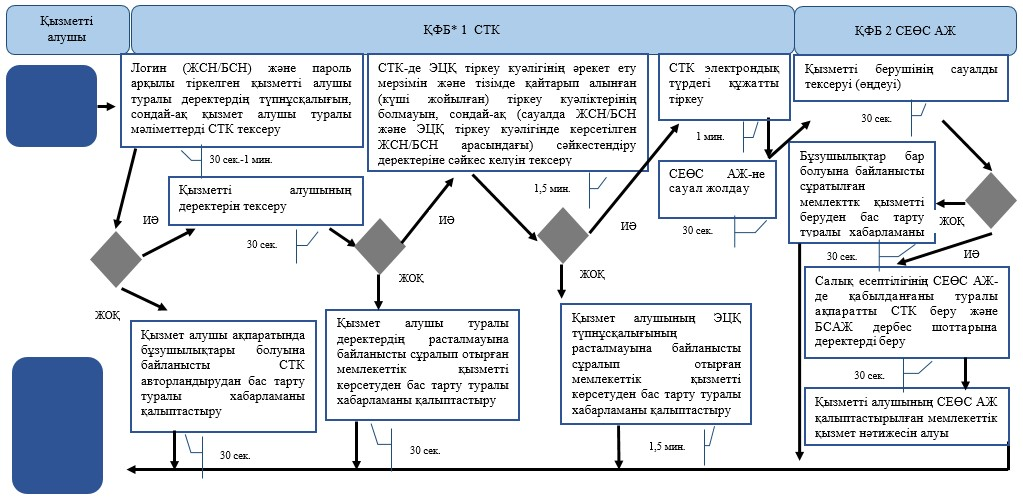 Қызметті
алушы
ҚФБ* 1  СТК
ҚФБ 2 СЕӨС АЖ
Логин (ЖСН/БСН) және пароль
арқылы тіркелген қызметті алушы
туралы деректердің түпнұсқалығын,
сондай-ақ қызмет алушы туралы
мәліметтерді СТК тексеру
30 сек.-1 мин.
Қызметті алушының
деректерін тексеру
30 сек.
ИӘ
ЖОҚ
Қызмет алушы ақпаратында
бұзушылықтары болуына
байланысты СТК
авторландырудан бас тарту
туралы хабарламаны
қалыптастыру
30 сек.
СТК-де ЭЦҚ тіркеу куәлігінің әрекет ету
мерзімін және тізімде қайтарып алынған
(күші жойылған) тіркеу куәліктерінің
болмауын, сондай-ақ (сауалда ЖСН/БСН
және ЭЦҚ тіркеу куәлігінде көрсетілген
ЖСН/БСН арасындағы) сәйкестендіру
деректеріне сәйкес келуін тексеру
1,5 мин.
ИӘ
ЖОҚ
Қызмет алушы туралы
деректердің расталмауына
байланысты сұралып отырған
мемлекеттік қызметті
көрсетуден бас тарту туралы
хабарламаны қалыптастыру
30 сек.
ИӘ
ЖОҚ
Қызмет алушының ЭЦҚ
түпнұсқалығының
расталмауына байланысты
сұралып отырған
мемлекеттік қызметті
көрсетуден бас тарту туралы
хабарламаны қалыптастыру
1,5 мин.
СТК электрондық
түрдегі құжатты
тіркеу
1 мин.
СЕӨС АЖ-не
сауал жолдау
30 сек.
Қызметті берушінің сауалды
тексеруі (өңдеуі)
30 сек.
Бұзушылықтар бар
болуына байланысты
сұратылған
мемлекттк қызметті
беруден бас тарту
туралы хабарламаны
30 сек.
ЖОҚ
ИӘ
Салық есептілігінің СЕӨС АЖ-
де қабылданғаны туралы
ақпаратты СТК беру және
БСАЖ дербес шоттарына
деректерді беру
30 сек.
Қызметті алушының СЕӨС АЖ
қалыптастырылған мемлекеттік
қызмет нәтижесін алуы